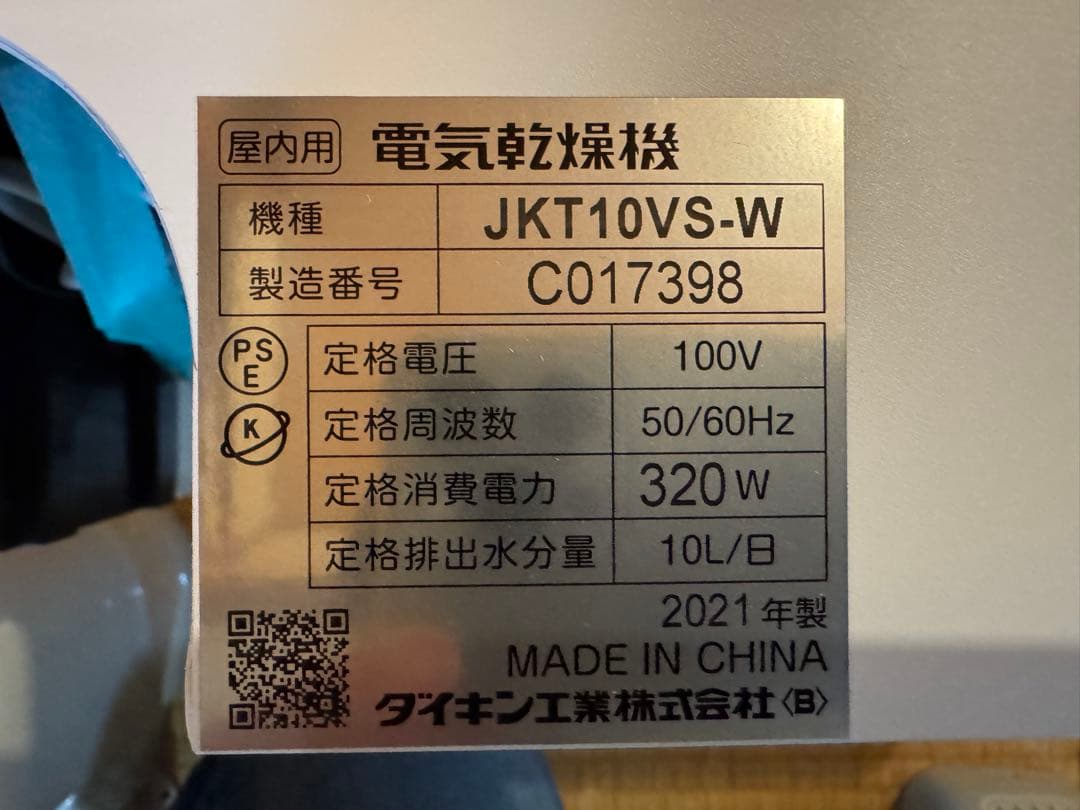 屋内用 電気乾燥機
機種 JKT10VS-W
製造番号 C017398
PS
E
定格電圧 100V
K
定格周波数 50/60Hz
定格消費電力 320W
定格排出水分量 10L/日
2021年製
MADE IN CHINA
ダイキン工業株式会社〈B〉